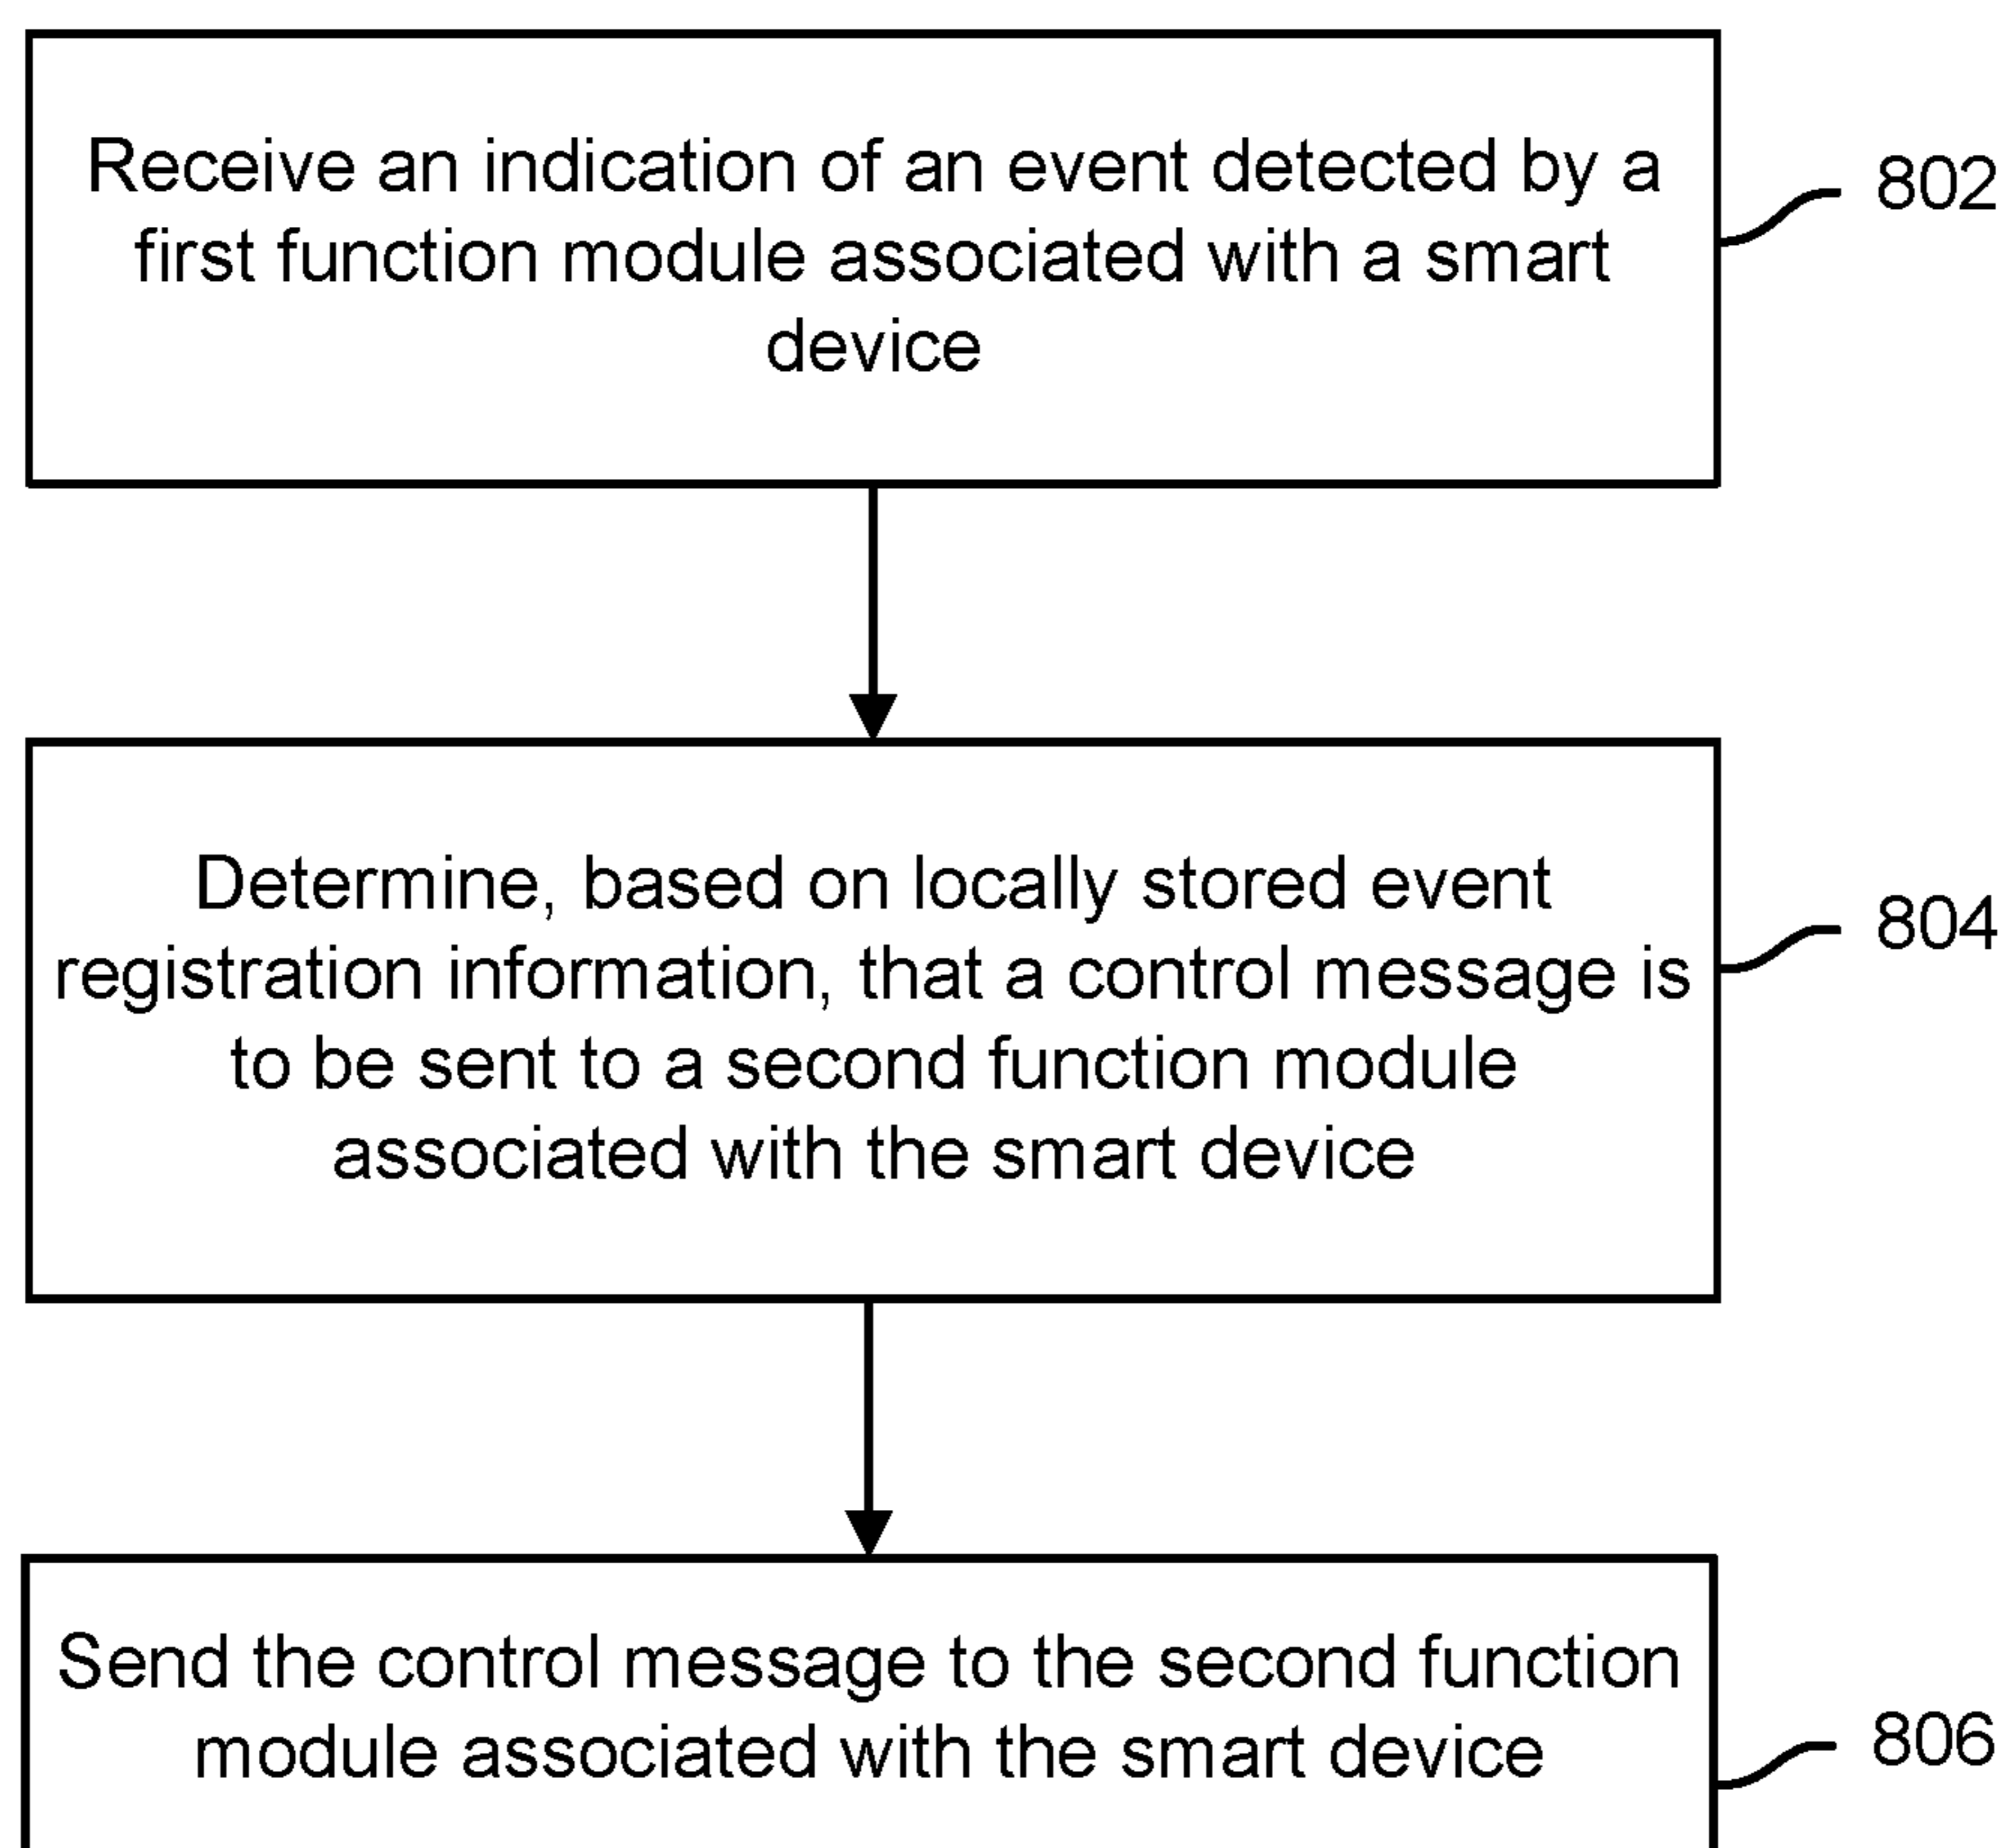 Receive an indication of an event detected by a
first function module associated with a smart
device
802
Determine, based on locally stored event
registration information, that a control message is
to be sent to a second function module
associated with the smart device
804
Send the control message to the second function
module associated with the smart device
806